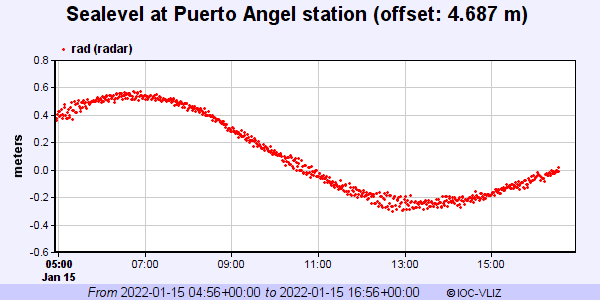 Sealevel at Puerto Angel station (offset: 4.687 m)
rad (radar)
0.8
0.6
0.4
0.2
0.0
-0.2
-0.4
-0.6
meters
05:00 07:00 09:00 11:00 13:00 15:00
Jan 15
From 2022-01-15 04:56+00:00 to 2022-01-15 16:56+00:00 © IOC-VLIZ